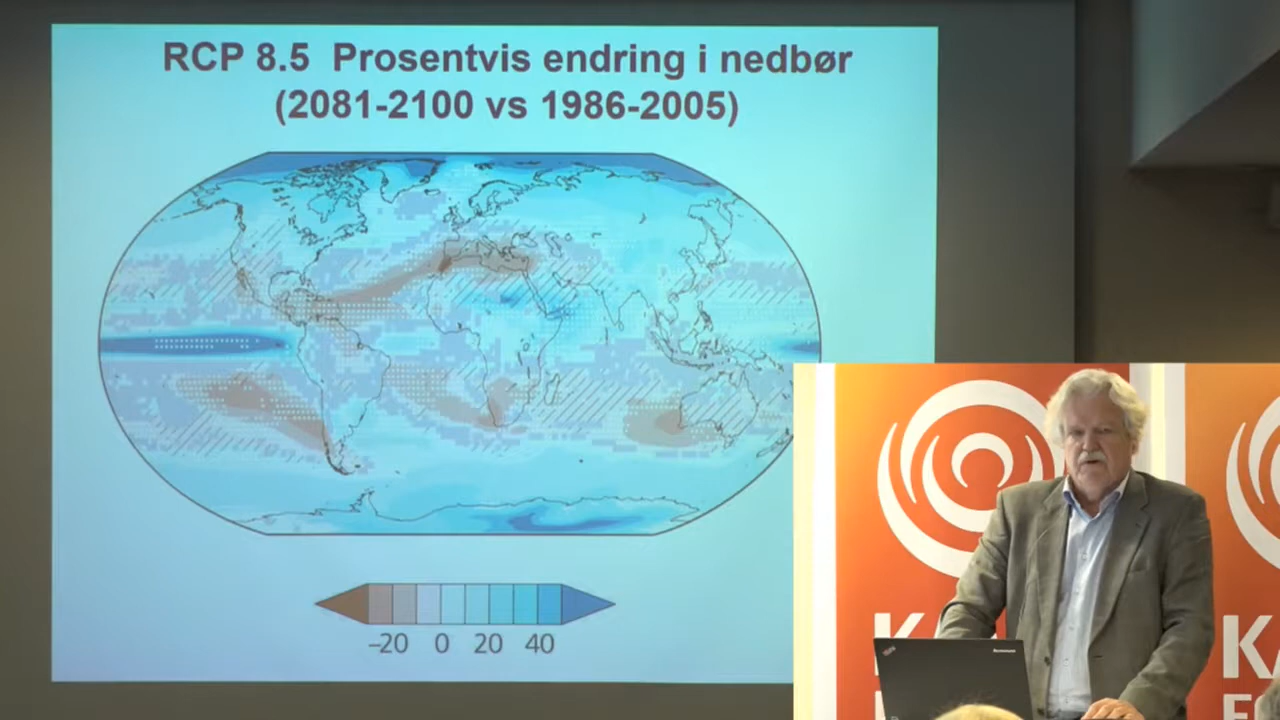 RCP 8.5 Prosentvis endring i nedbør
(2081-2100 vs 1986-2005)
−20 0 20 40